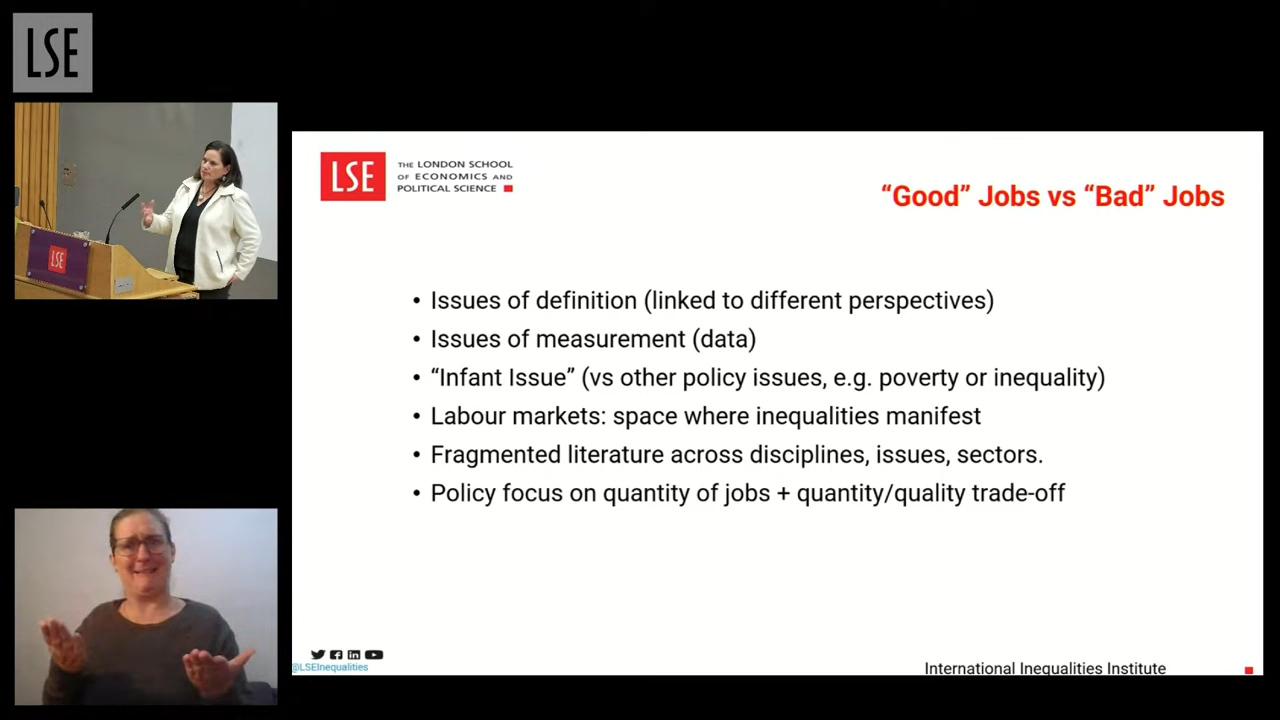 LSE
LSE
LSE
THE LONDON SCHOOL
OF ECONOMICS AND
POLITICAL SCIENCE
“Good” Jobs vs “Bad” Jobs
• Issues of definition (linked to different perspectives)
• Issues of measurement (data)
• “Infant Issue” (vs other policy issues, e.g. poverty or inequality)
• Labour markets: space where inequalities manifest
• Fragmented literature across disciplines, issues, sectors.
• Policy focus on quantity of jobs + quantity/quality trade-off
@LSEInequalities
International Inequalities Institute